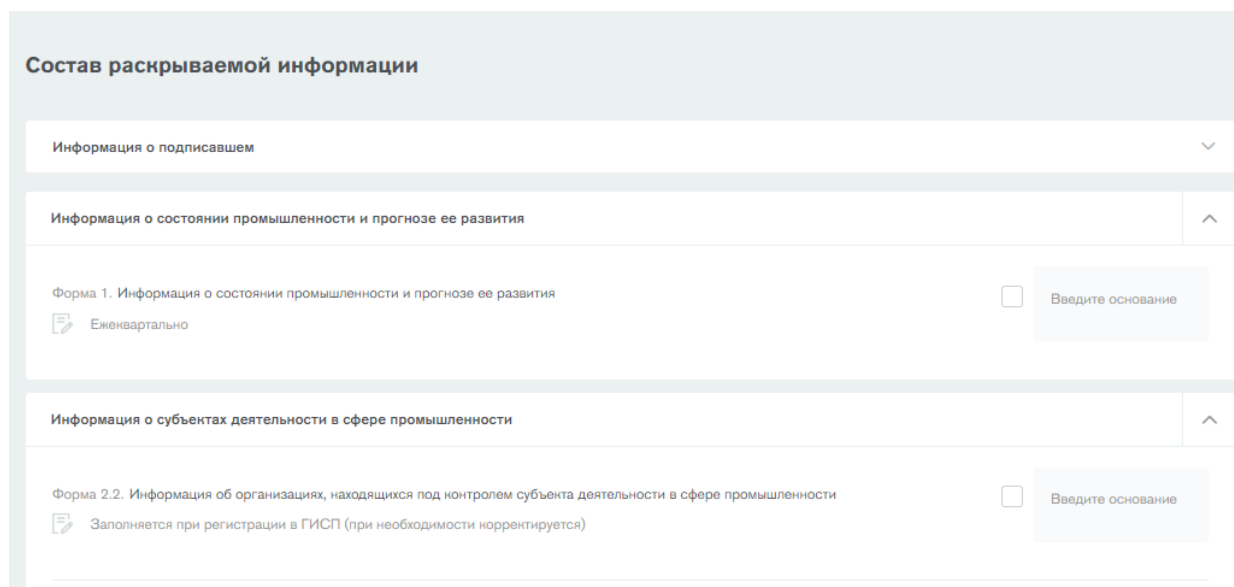 Состав раскрываемой информации
Информация о подписавшем
Информация о состоянии промышленности и прогнозе ее развития
Форма 1. Информация о состоянии промышленности и прогнозе ее развития
Введите основание
Ежеквартально
Информация о субъектах деятельности в сфере промышленности
Форма 2.2. Информация об организациях, находящихся под контролем субъекта деятельности в сфере промышленности
Введите основание
Заполняется при регистрации в ГИСП (при необходимости корректируется)